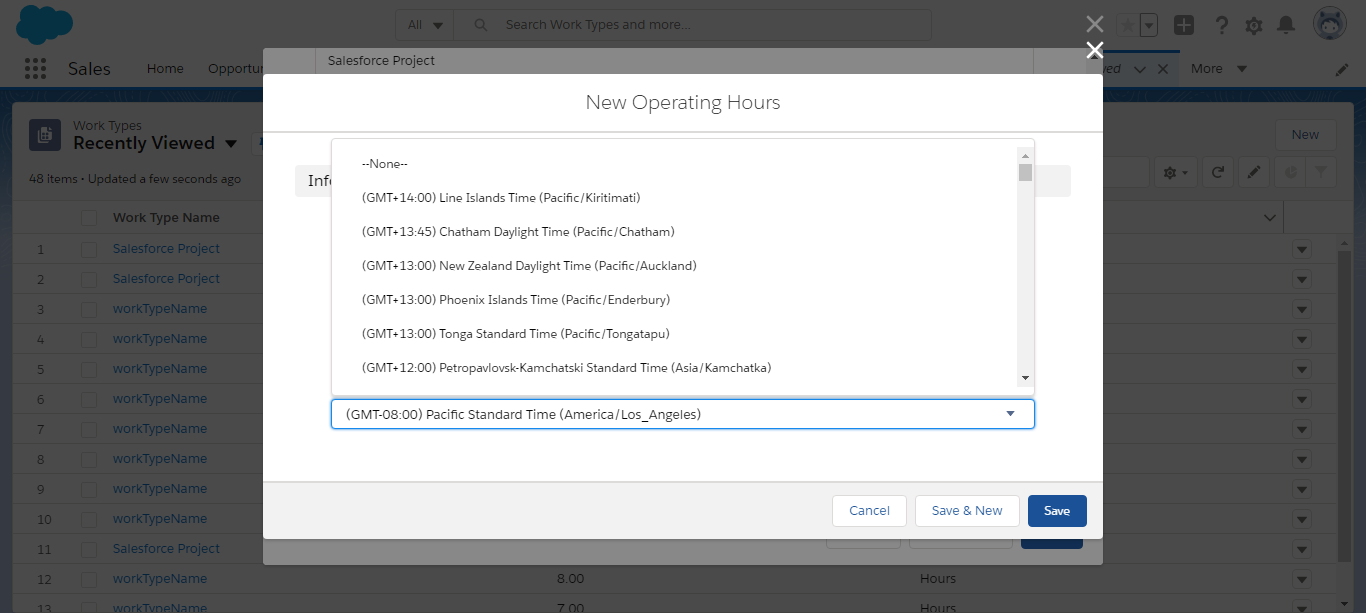 All
Search Work Types and more...
Sales
Home
Salesforce Project
More
New Operating Hours
Work Types
Recently Viewed
New
48 items • Updated a few seconds ago
--None--
(GMT+14:00) Line Islands Time (Pacific/Kiritimati)
(GMT+13:45) Chatham Daylight Time (Pacific/Chatham)
(GMT+13:00) New Zealand Daylight Time (Pacific/Auckland)
(GMT+13:00) Phoenix Islands Time (Pacific/Enderbury)
(GMT+13:00) Tonga Standard Time (Pacific/Tongatapu)
(GMT+12:00) Petropavlovsk-Kamchatski Standard Time (Asia/Kamchatka)
(GMT-08:00) Pacific Standard Time (America/Los_Angeles)
Cancel
Save & New
Save
Work Type Name
1 Salesforce Project
2 Salesforce Porject
3 workTypeName
4 workTypeName
5 workTypeName
6 workTypeName
7 workTypeName
8 workTypeName
9 workTypeName
10 workTypeName
11 Salesforce Project
12 workTypeName 8.00 Hours
13 workTypeName 7.00 Hours